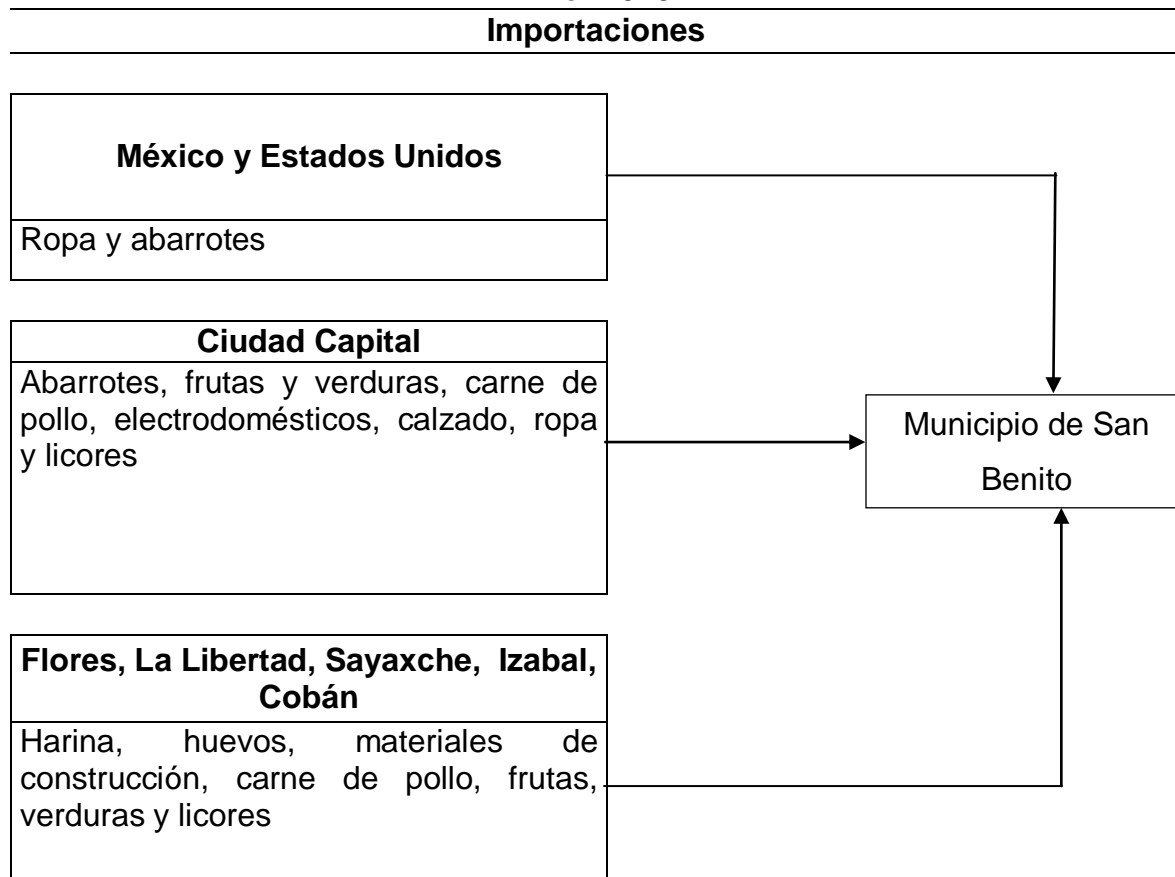 Importaciones
México y Estados Unidos
Ropa y abarrotes
Ciudad Capital
Abarrotes, frutas y verduras, carne de
pollo, electrodomésticos, calzado, ropa
y licores
Municipio de San
Benito
Flores, La Libertad, Sayaxche, Izabal,
Cobán
Harina, huevos, materiales de
construcción, carne de pollo, frutas,
verduras y licores